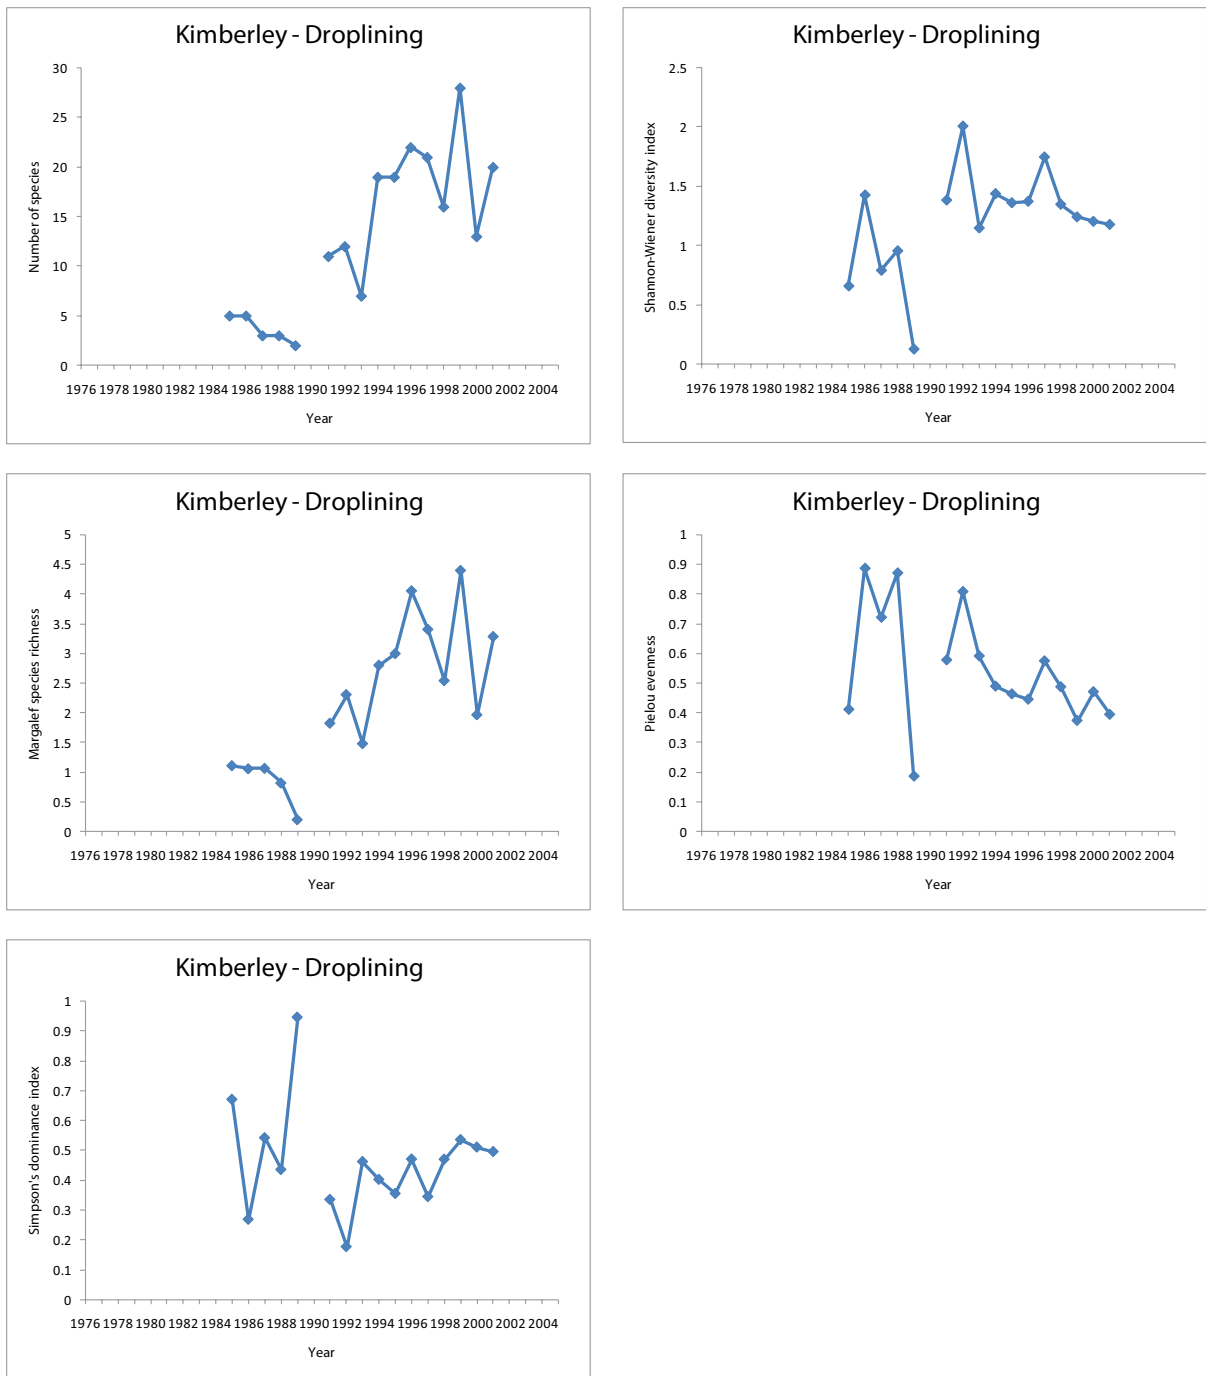 Kimberley - Droplining
Number of species
30
25
20
15
10
5
0
1976 1978 1980 1982 1984 1986 1988 1990 1992 1994 1996 1998 2000 2002 2004
Year
Kimberley - Droplining
Shannon-Wiener diversity index
2.5
2
1.5
1
0.5
0
1976 1978 1980 1982 1984 1986 1988 1990 1992 1994 1996 1998 2000 2002 2004
Year
Kimberley - Droplining
Margalef species richness
5
4.5
4
3.5
3
2.5
2
1.5
1
0.5
0
1976 1978 1980 1982 1984 1986 1988 1990 1992 1994 1996 1998 2000 2002 2004
Year
Kimberley - Droplining
Pielou evenness
1
0.9
0.8
0.7
0.6
0.5
0.4
0.3
0.2
0.1
0
1976 1978 1980 1982 1984 1986 1988 1990 1992 1994 1996 1998 2000 2002 2004
Year
Kimberley - Droplining
Simpson's dominance index
1
0.9
0.8
0.7
0.6
0.5
0.4
0.3
0.2
0.1
0
1976 1978 1980 1982 1984 1986 1988 1990 1992 1994 1996 1998 2000 2002 2004
Year